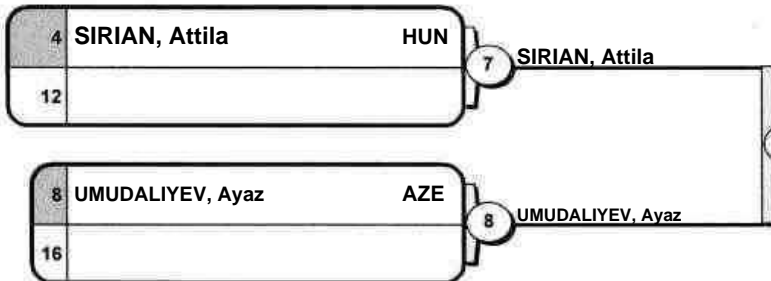 4 SIRIAN, Attila HUN
7 SIRIAN, Attila
12
8 UMUDALIYEV, Ayaz AZE
8 UMUDALIYEV, Ayaz
16